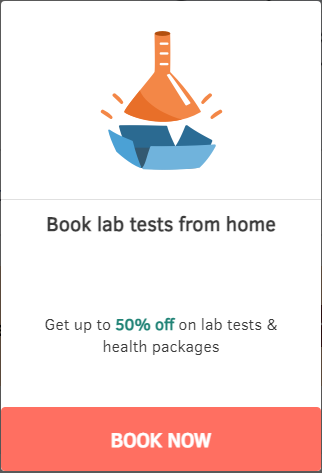 Book lab tests from home
Get up to 50% off on lab tests &
health packages
BOOK NOW